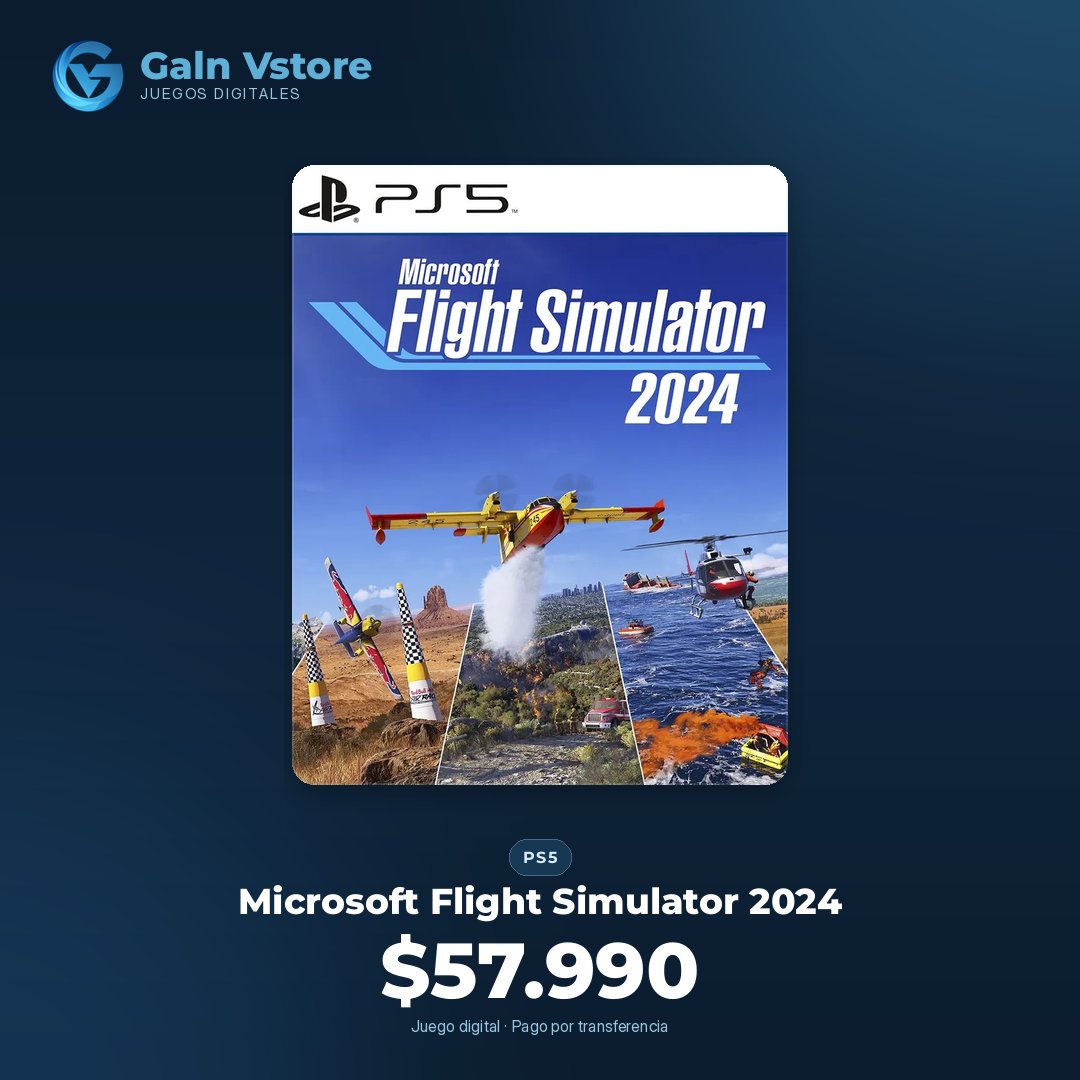 Galn Vstore
JUEGOS DIGITALES
PS5
Microsoft
Flight Simulator
2024
245
PS5
Microsoft Flight Simulator 2024
$57.990
Juego digital · Pago por transferencia